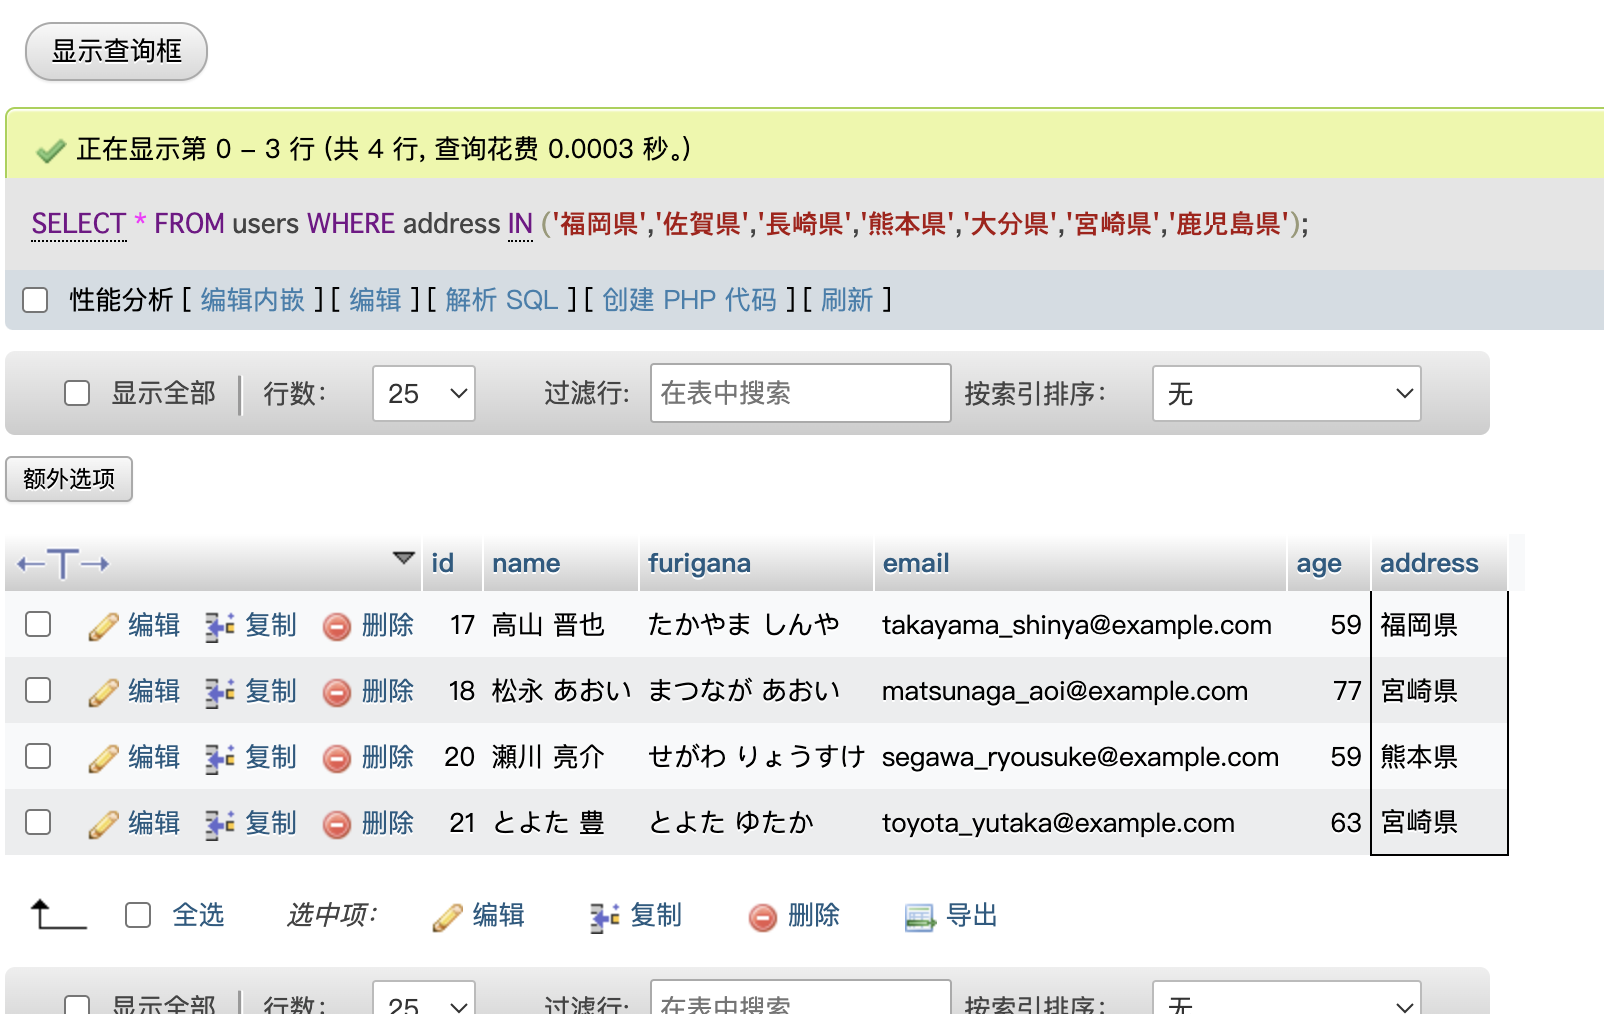 显示查询框
正在显示第 0 - 3 行 (共 4 行, 查询花费 0.0003 秒。)
SELECT * FROM users WHERE address IN ('福岡県','佐賀県','長崎県','熊本県','大分県','宮崎県','鹿児島県');
性能分析 [ 编辑内嵌 ] [ 编辑 ] [ 解析 SQL ] [ 创建 PHP 代码 ] [ 刷新 ]
显示全部 行数： 25 过滤行: 在表中搜索 按索引排序： 无
额外选项
id name furigana email age address
编辑 复制 删除 17 高山 晋也 たかやま しんや takayama_shinya@example.com 59 福岡県
编辑 复制 删除 18 松永 あおい まつなが あおい matsunaga_aoi@example.com 77 宮崎県
编辑 复制 删除 20 瀬川 亮介 せがわ りょうすけ segawa_ryousuke@example.com 59 熊本県
编辑 复制 删除 21 とよた 豊 とよた ゆたか toyota_yutaka@example.com 63 宮崎県
全选 选中项： 编辑 复制 删除 导出
显示全部 行数： 25 过滤行: 在表中搜索 按索引排序： 无